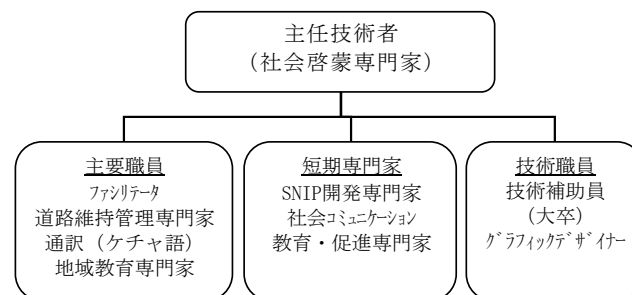 主任技術者
(社会啓蒙専門家)
主要職員
ファシリテータ
道路維持管理専門家
通訳（ケチャ語）
地域教育専門家
短期専門家
SNIP開発専門家
社会コミュニケーション
教育・促進専門家
技術職員
技術補助員
(大卒)
グラフィックデザイナー